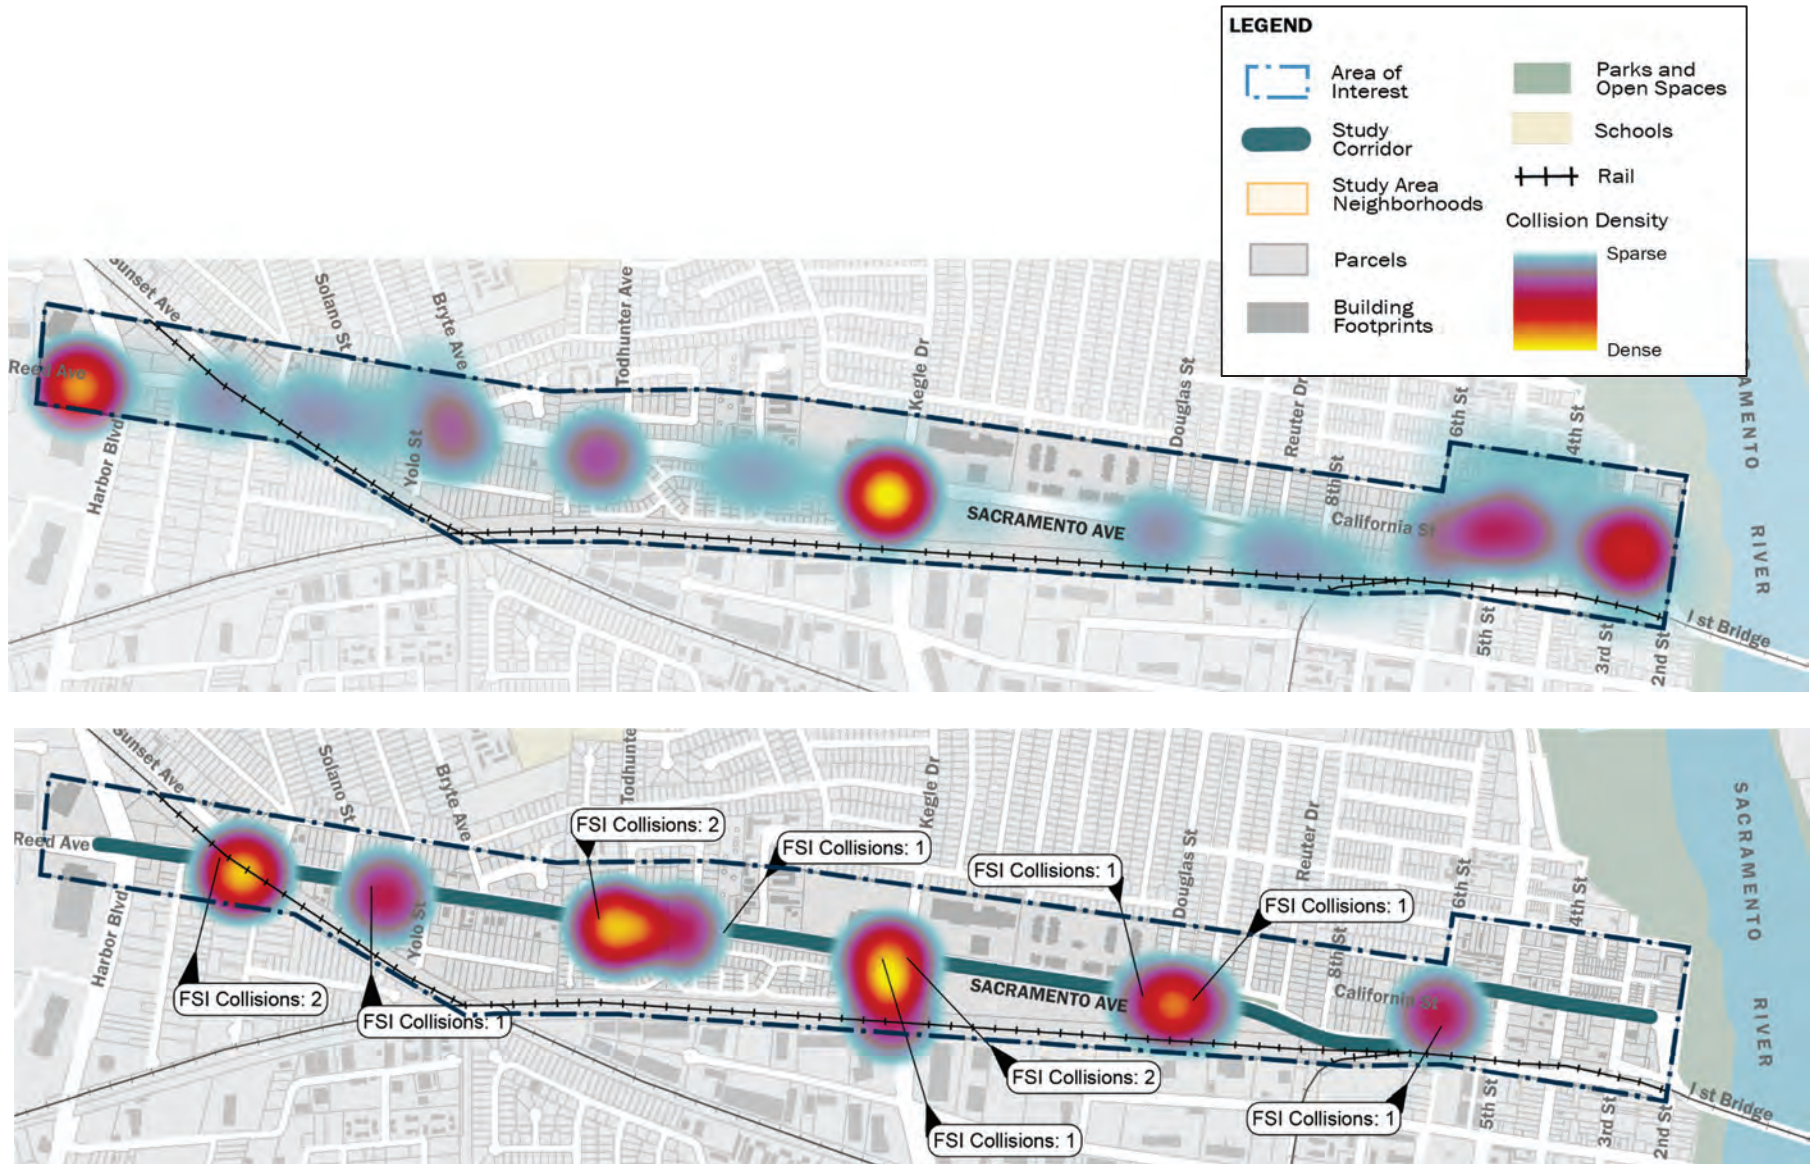 LEGEND
Area of
Interest
Study
Corridor
Study Area
Neighborhoods
Parcels
Building
Footprints
Parks and
Open Spaces
Schools
Rail
Collision Density
Sparse
Dense
Sunset Ave
Solano St
Bryte Ave
Todhunter Ave
Kegle Dr
Douglas St
Reuter Dr
6th St
4th St
Reed Ave
Harbor Blvd
Yolo St
8th St
California St
SACRAMENTO AVE
5th St
3rd St
2nd St
I st Bridge
RAMENTO
RIVER
Sunset Ave
Solano St
Bryte Ave
Todhunte
Kegle Dr
Douglas St
Reuter Dr
6th St
4th St
Reed Ave
Harbor Blvd
Yolo St
8th St
California St
SACRAMENTO AVE
5th St
3rd St
2nd St
I st Bridge
SACRAMENTO
RIVER
FSI Collisions: 2
FSI Collisions: 1
FSI Collisions: 1
FSI Collisions: 1
FSI Collisions: 2
FSI Collisions: 1
FSI Collisions: 2
FSI Collisions: 1
FSI Collisions: 1